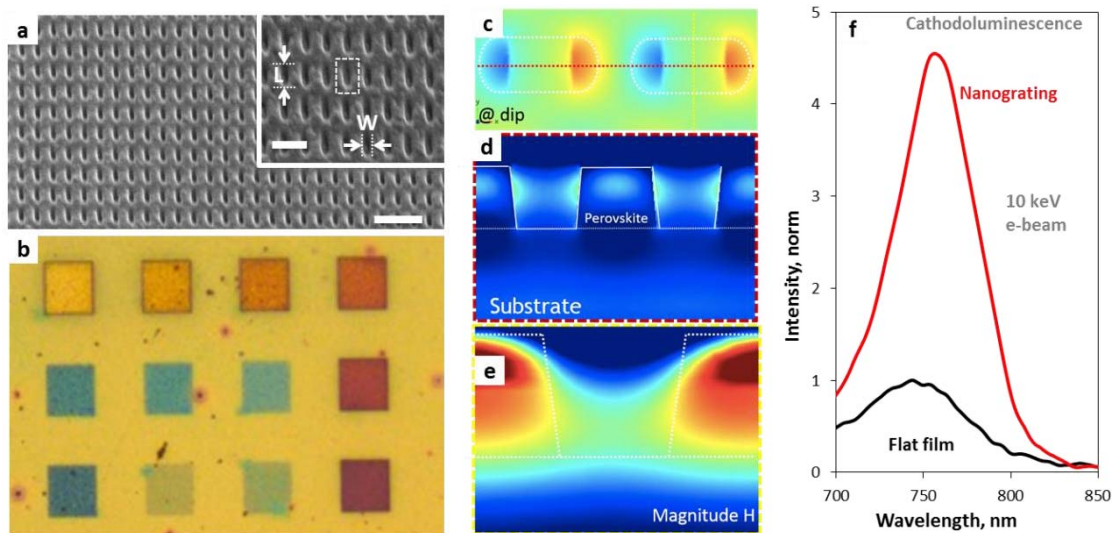 a
L
W
b
c
@ dip
d
Perovskite
Substrate
e
Magnitude H
f
Cathodoluminescence
Nanograting
10 keV
e-beam
Flat film
Intensity, norm
5
4
3
2
1
0
700
750
800
850
Wavelength, nm